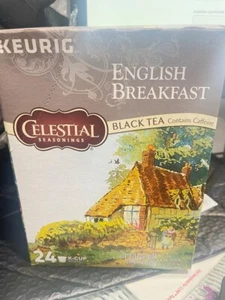 KEURIG
ENGLISH
BREAKFAST
CELESTIAL
SEASONINGS
BLACK TEA Contains Caffeine
24 K-CUP